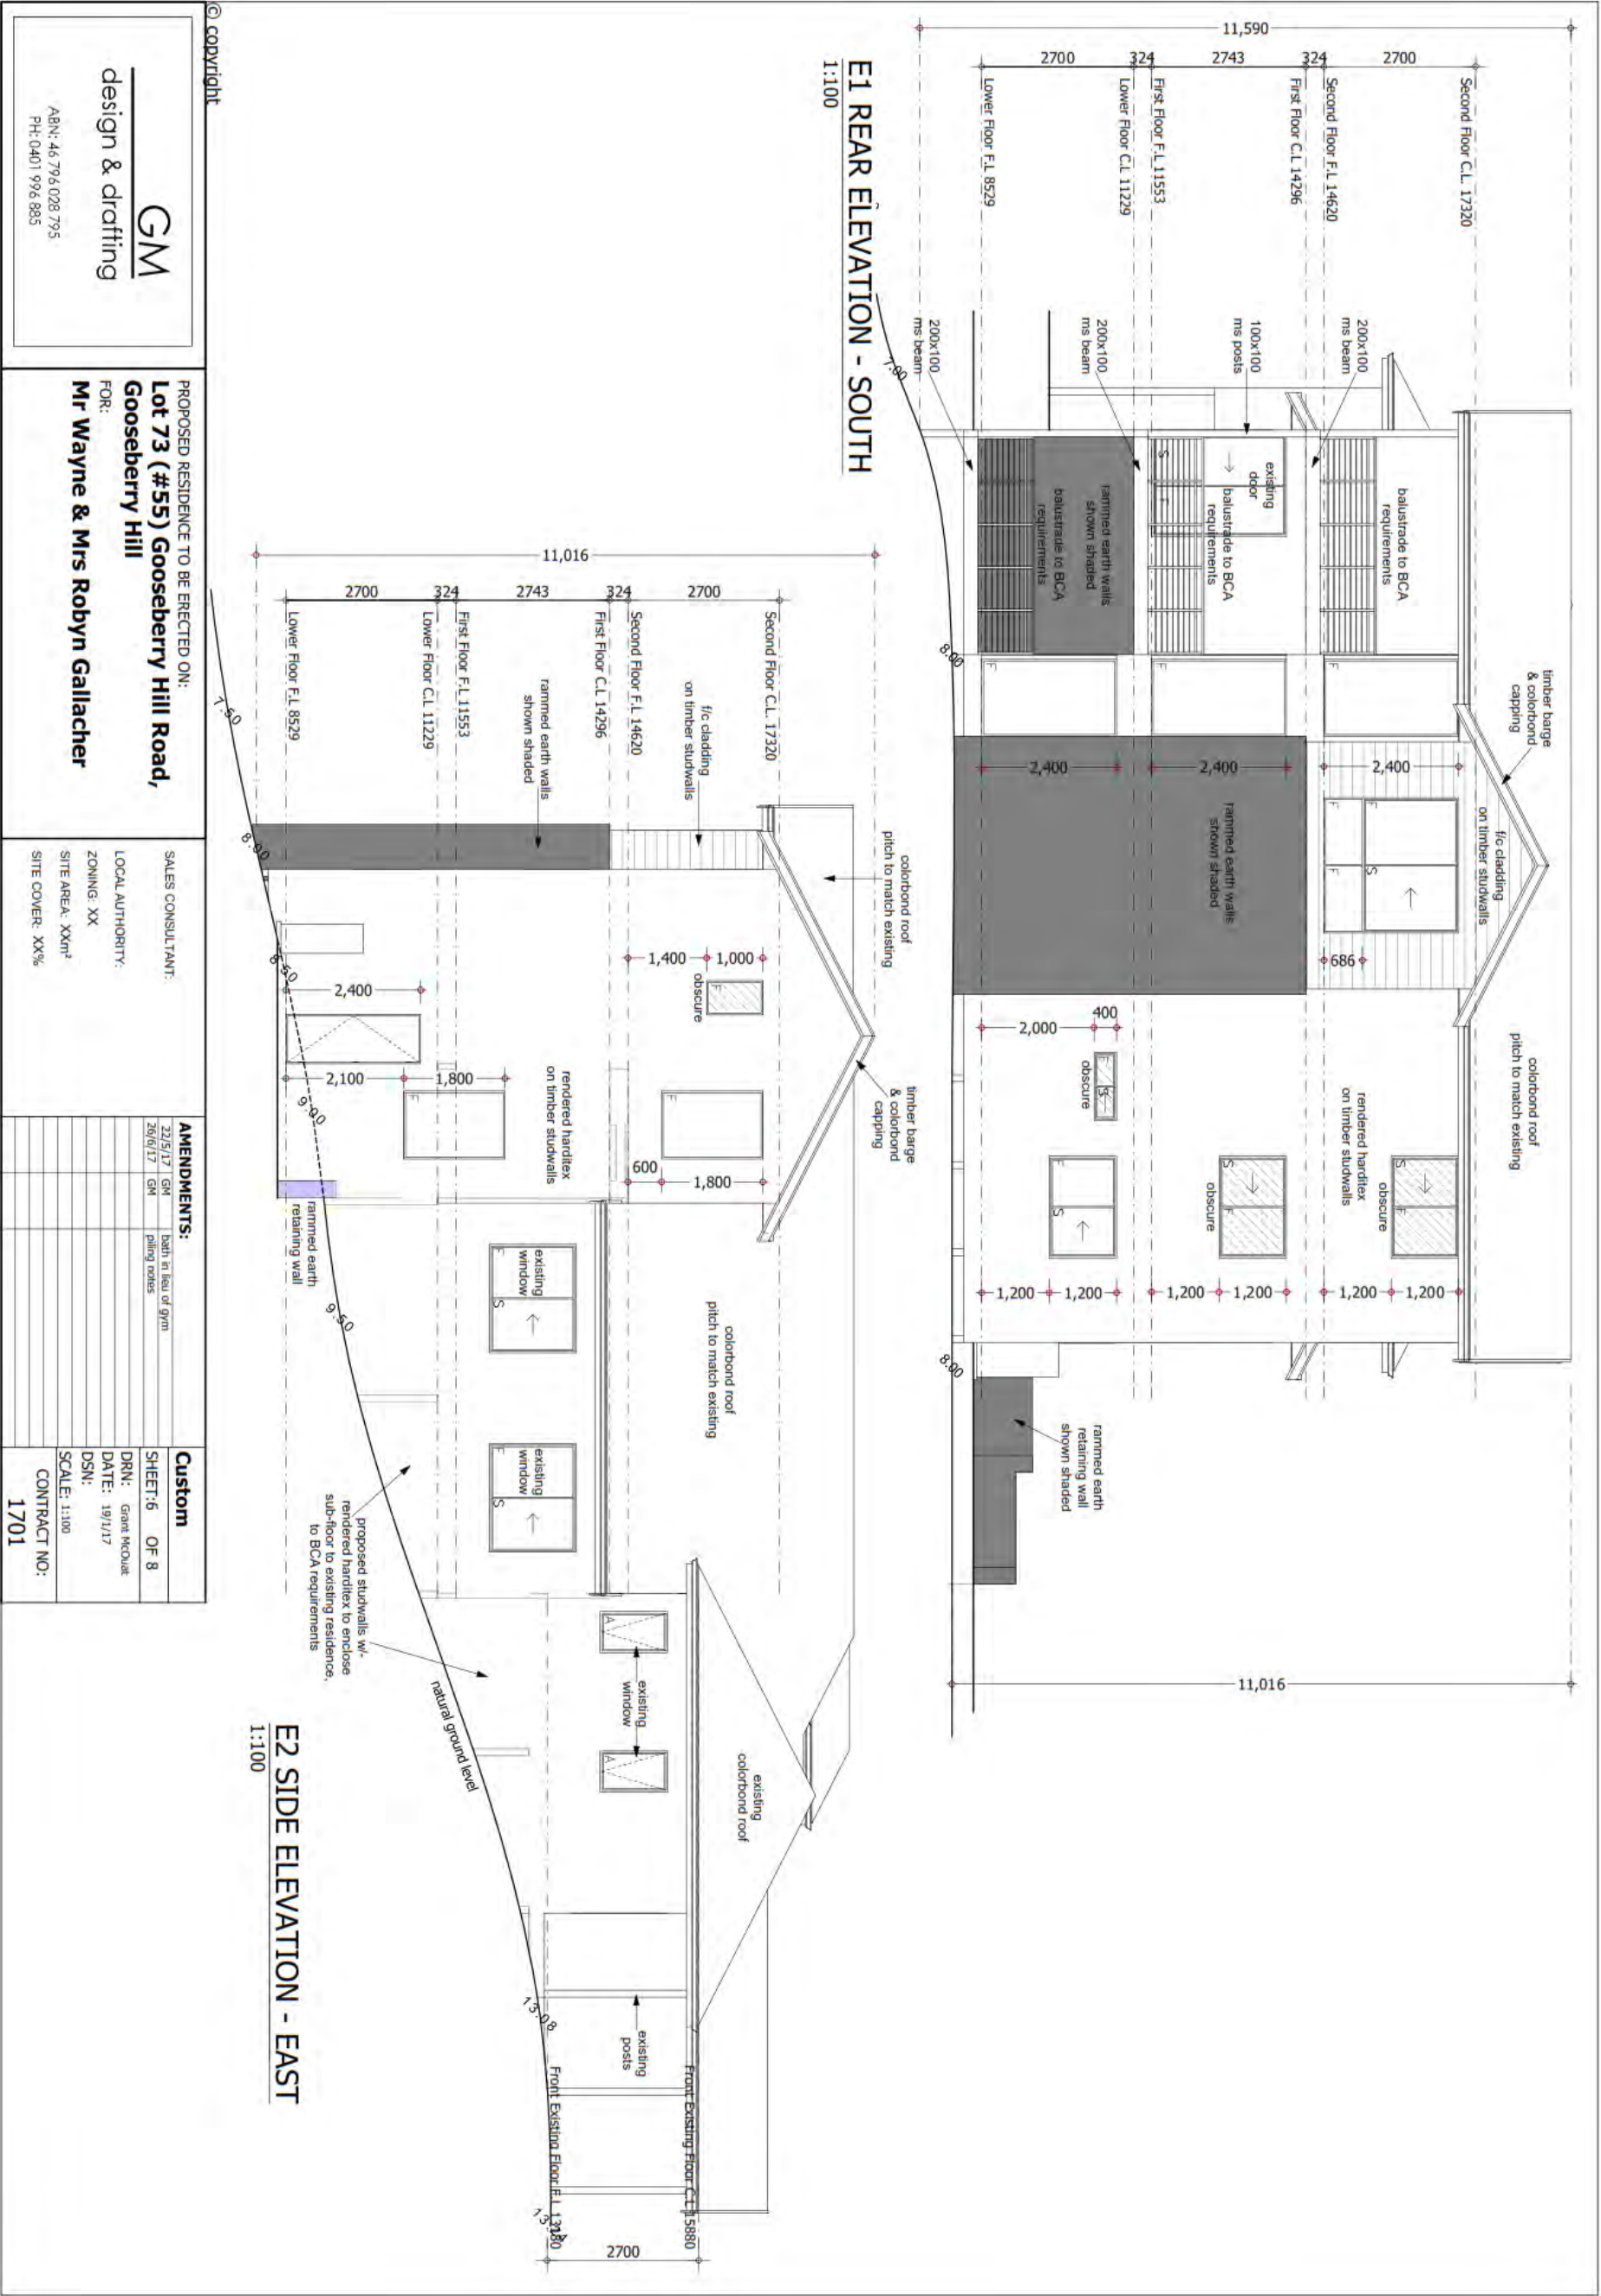 11,590
2700
324
2743
324
2700
Lower Floor F.L 8529
Lower Floor C.L 11229
First Floor F.L 11553
First Floor C.L 14296
Second Floor F.L 14620
Second Floor C.L. 17320
200x100
ms beam
200x100
ms beam
100x100
ms posts
200x100
ms beam
7.00
8.00
rammed earth walls
shown shaded
balustrade to BCA
requirements
existing
door
S
F
balustrade to BCA
requirements
balustrade to BCA
requirements
F
F
F
timber barge
& colorbond
capping
f/c cladding
on timber studwalls
2,400
2,400
2,400
rammed earth walls
shown shaded
F
F
S
686
colorbond roof
pitch to match existing
rendered harditex
on timber studwalls
2,000
400
F
S
obscure
S
F
obscure
S
F
obscure
F
S
1,200
1,200
1,200
1,200
1,200
1,200
8.00
rammed earth
retaining wall
shown shaded
11,016
E1 REAR ELEVATION - SOUTH
1:100
11,016
2700
324
2743
324
2700
Lower Floor F.L 8529
Lower Floor C.L 11229
First Floor F.L 11553
First Floor C.L 14296
Second Floor F.L 14620
Second Floor C.L. 17320
rammed earth walls
shown shaded
f/c cladding
on timber studwalls
7.50
8.00
8.50
9.00
9.50
colorbond roof
pitch to match existing
1,400
1,000
F
obscure
2,400
2,100
1,800
F
rendered harditex
on timber studwalls
F
600
1,800
timber barge
& colorbond
capping
rammed earth
retaining wall
existing
window
F
S
existing
window
F
S
colorbond roof
pitch to match existing
proposed studwalls w/-
rendered harditex to enclose
sub-floor to existing residence,
to BCA requirements
natural ground level
A
existing
window
A
existing
colorbond roof
existing
posts
13.08
Front Existing Floor F.L 13180
Front Existing Floor C.L 15880
2700
E2 SIDE ELEVATION - EAST
1:100
© copyright
GM
design & drafting
ABN: 46 796 028 795
PH: 0401 996 885
PROPOSED RESIDENCE TO BE ERECTED ON:
Lot 73 (#55) Gooseberry Hill Road,
Gooseberry Hill
FOR:
Mr Wayne & Mrs Robyn Gallacher
SALES CONSULTANT:
LOCAL AUTHORITY:
ZONING: XX
SITE AREA: XXm²
SITE COVER: XX%
AMENDMENTS:
22/5/17 GM bath in lieu of gym
26/6/17 GM piling notes
Custom
SHEET:6 OF 8
DRN: Grant McOuat
DATE: 19/1/17
DSN:
SCALE: 1:100
CONTRACT NO:
1701